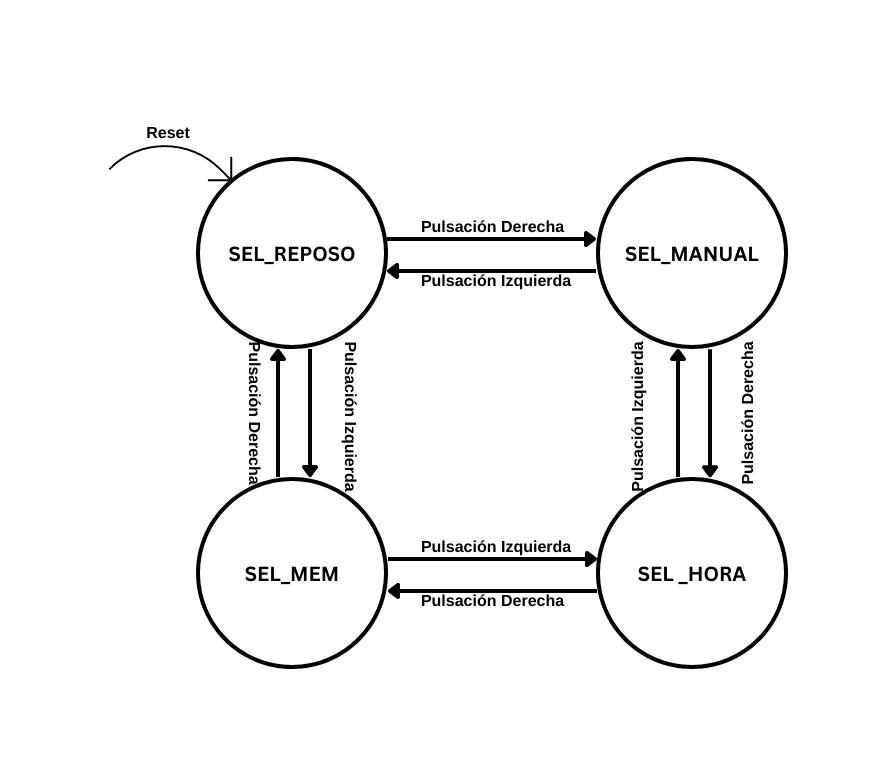 Reset
SEL_REPOSO
Pulsación Derecha
Pulsación Izquierda
SEL_MANUAL
Pulsación Derecha
Pulsación Izquierda
Pulsación Izquierda
Pulsación Derecha
SEL_MEM
Pulsación Izquierda
Pulsación Derecha
SEL _HORA